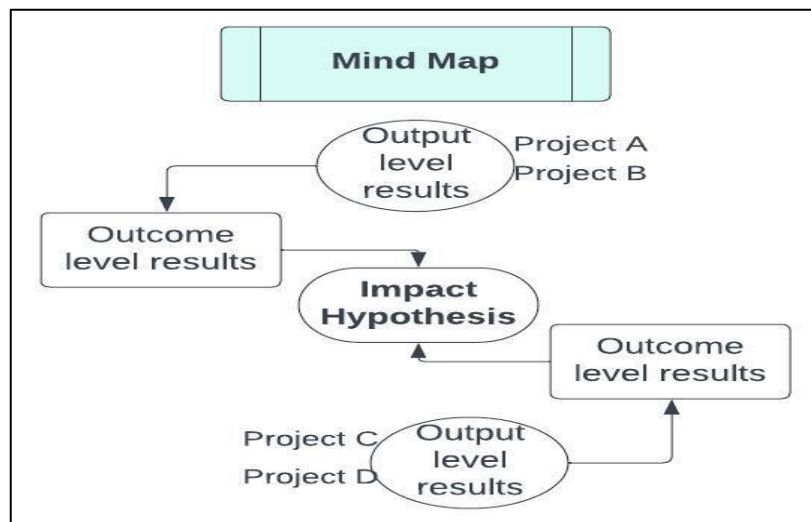 Mind Map
Output
level
results
Project A
Project B
Outcome
level results
Impact
Hypothesis
Outcome
level results
Project C
Project D
Output
level
results